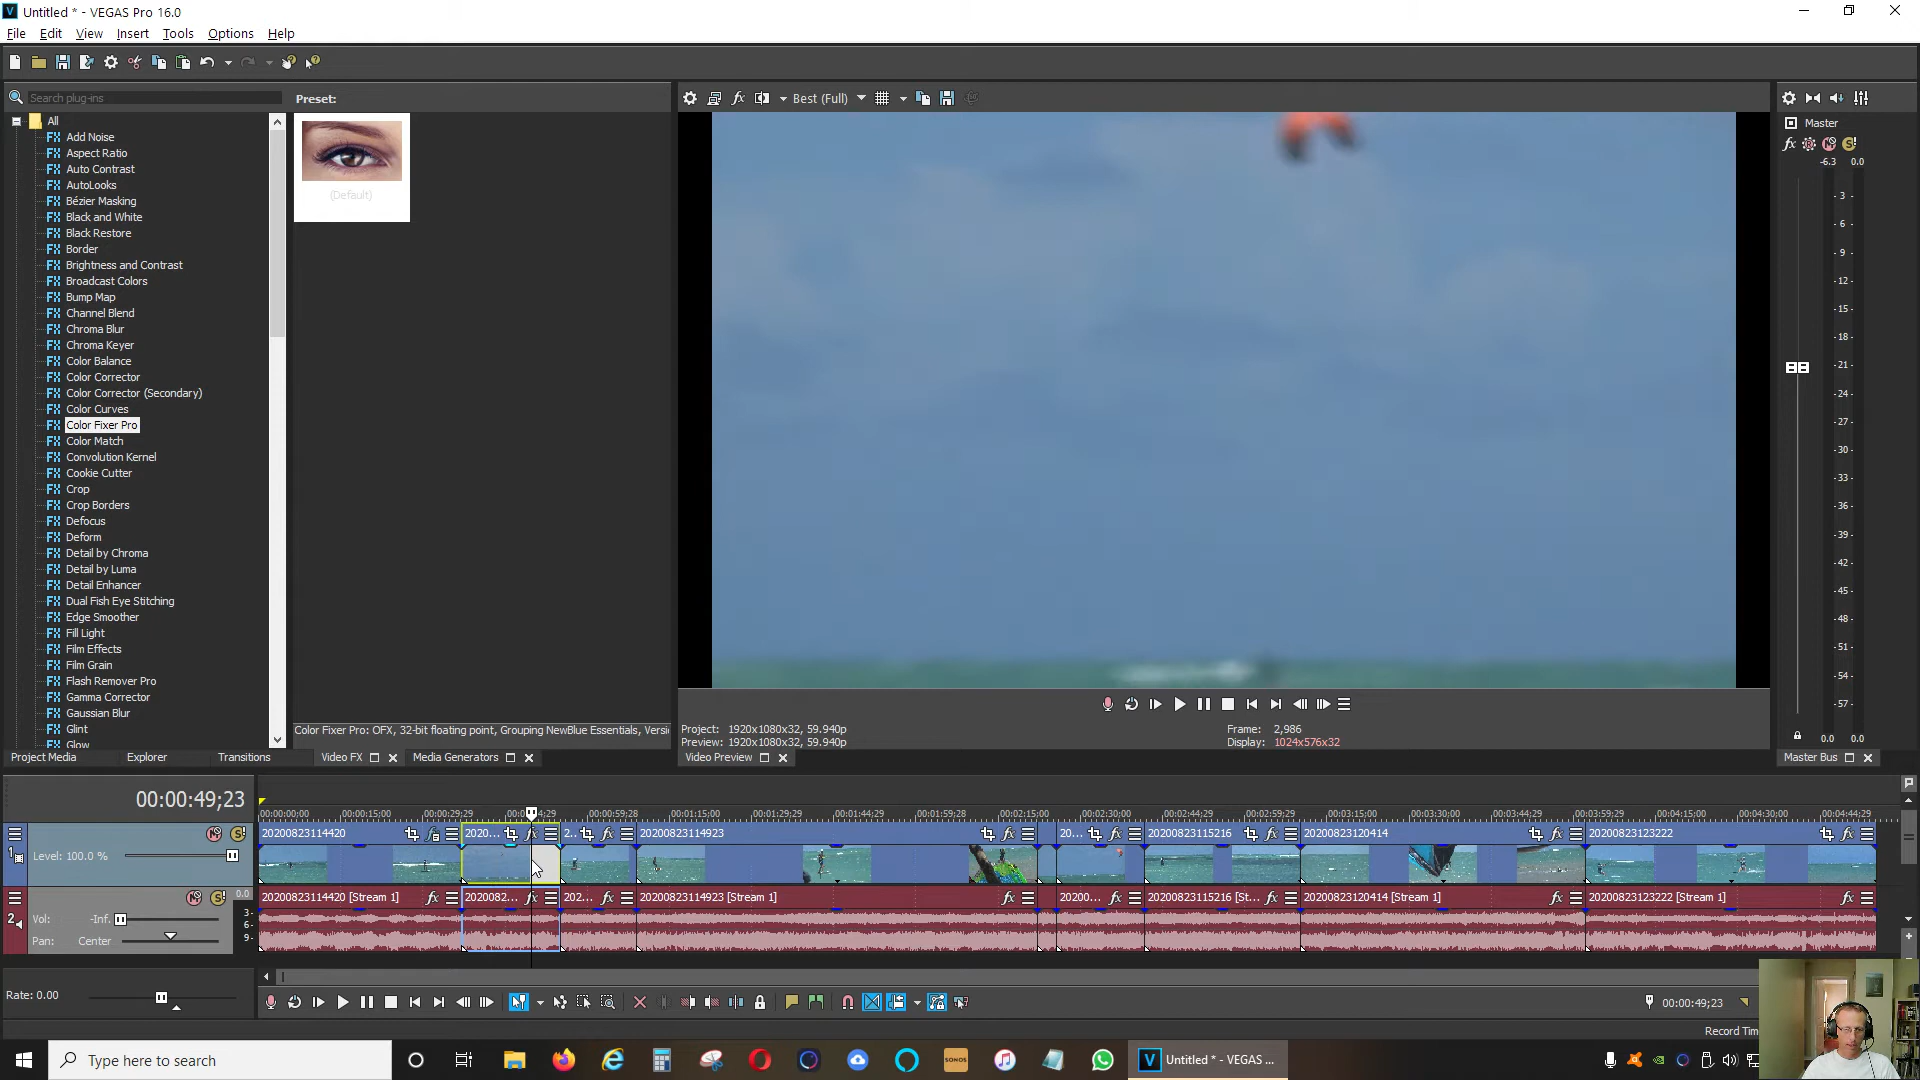 Untitled * - VEGAS Pro 16.0
File Edit View Insert Tools Options Help
Search plug-ins
Preset:
Best (Full)
All
Add Noise
Aspect Ratio
Auto Contrast
AutoLooks
Bézier Masking
Black and White
Black Restore
Border
Brightness and Contrast
Broadcast Colors
Bump Map
Channel Blend
Chroma Blur
Chroma Keyer
Color Balance
Color Corrector
Color Corrector (Secondary)
Color Curves
Color Fixer Pro
Color Match
Convolution Kernel
Cookie Cutter
Crop
Crop Borders
Defocus
Deform
Detail by Chroma
Detail by Luma
Detail Enhancer
Dual Fish Eye Stitching
Edge Smoother
Fill Light
Film Effects
Film Grain
Flash Remover Pro
Gamma Corrector
Gaussian Blur
Glint
Glow
(Default)
Color Fixer Pro: OFX, 32-bit floating point, Grouping NewBlue Essentials, Versi
Project: 1920x1080x32, 59.940p
Preview: 1920x1080x32, 59.940p
Frame: 2,986
Display: 1024x576x32
Master
-6.3 0.0
- 3
- 6
- 9
-12
-15
-18
-21
-24
-27
-30
-33
-36
-39
-42
-45
-48
-51
-54
-57
0.0 0.0
Project Media Explorer Transitions Video FX Media Generators Video Preview Master Bus
00:00:49;23
00:00:00;00 00:00:15;00 00:00:29;29 4;29 00:00:59;28 00:01:15;00 00:01:29;29 00:01:44;29 00:01:59;28 00:02:15;00 00:02:30;00 00:02:44;29 00:02:59;29 00:03:15;00 00:03:30;00 00:03:44;29 00:03:59;29 00:04:15;00 00:04:30;00 00:04:44;29
1
Level: 100.0 %
20200823114420 2020... 2... 20200823114923 20... 20200823115216 20200823120414 20200823123222
2
0.0
Vol: -Inf.
Pan: Center
3-
6-
9-
20200823114420 [Stream 1] 2020082... 202... 20200823114923 [Stream 1] 20200... 20200823115216 [St... 20200823120414 [Stream 1] 20200823123222 [Stream 1]
Rate: 0.00
00:00:49;23
Record Tim
Type here to search
SONOS
Untitled * - VEGAS ...